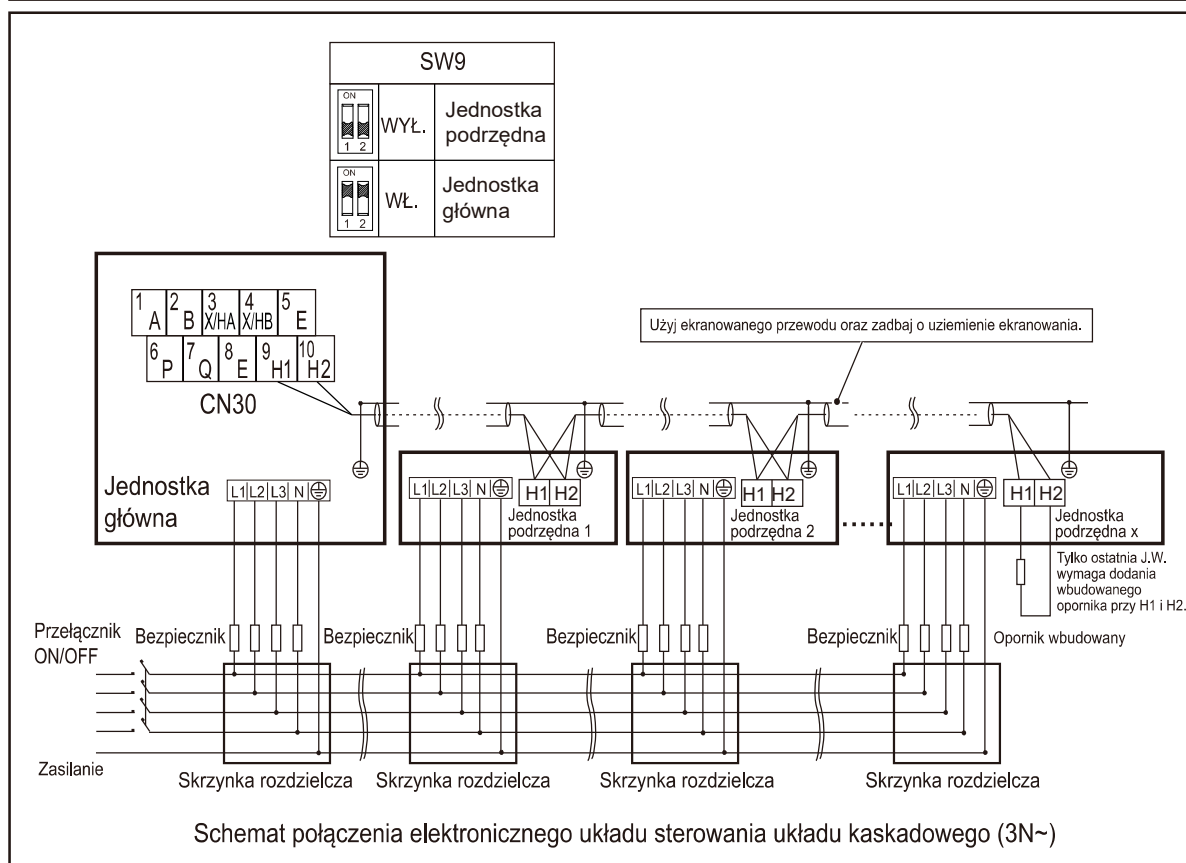 SW9
ON
1 2
WYŁ.
Jednostka
podrzędna
ON
1 2
WŁ.
Jednostka
główna
1 A 2 B 3 X/HA 4 X/HB 5 E
6 P 7 Q 8 E 9 H1 10 H2
CN30
Użyj ekranowanego przewodu oraz zadbaj o uziemienie ekranowania.
Jednostka
główna
L1 L2 L3 N
L1 L2 L3 N
H1 H2
Jednostka
podrzędna 1
L1 L2 L3 N
H1 H2
Jednostka
podrzędna 2
L1 L2 L3 N
H1 H2
Jednostka
podrzędna x
Tylko ostatnia J.W.
wymaga dodania
wbudowanego
opornika przy H1 i H2.
Opornik wbudowany
Przełącznik
ON/OFF
Bezpiecznik
Bezpiecznik
Bezpiecznik
Bezpiecznik
Zasilanie
Skrzynka rozdzielcza
Skrzynka rozdzielcza
Skrzynka rozdzielcza
Skrzynka rozdzielcza
Schemat połączenia elektronicznego układu sterowania układu kaskadowego (3N~)